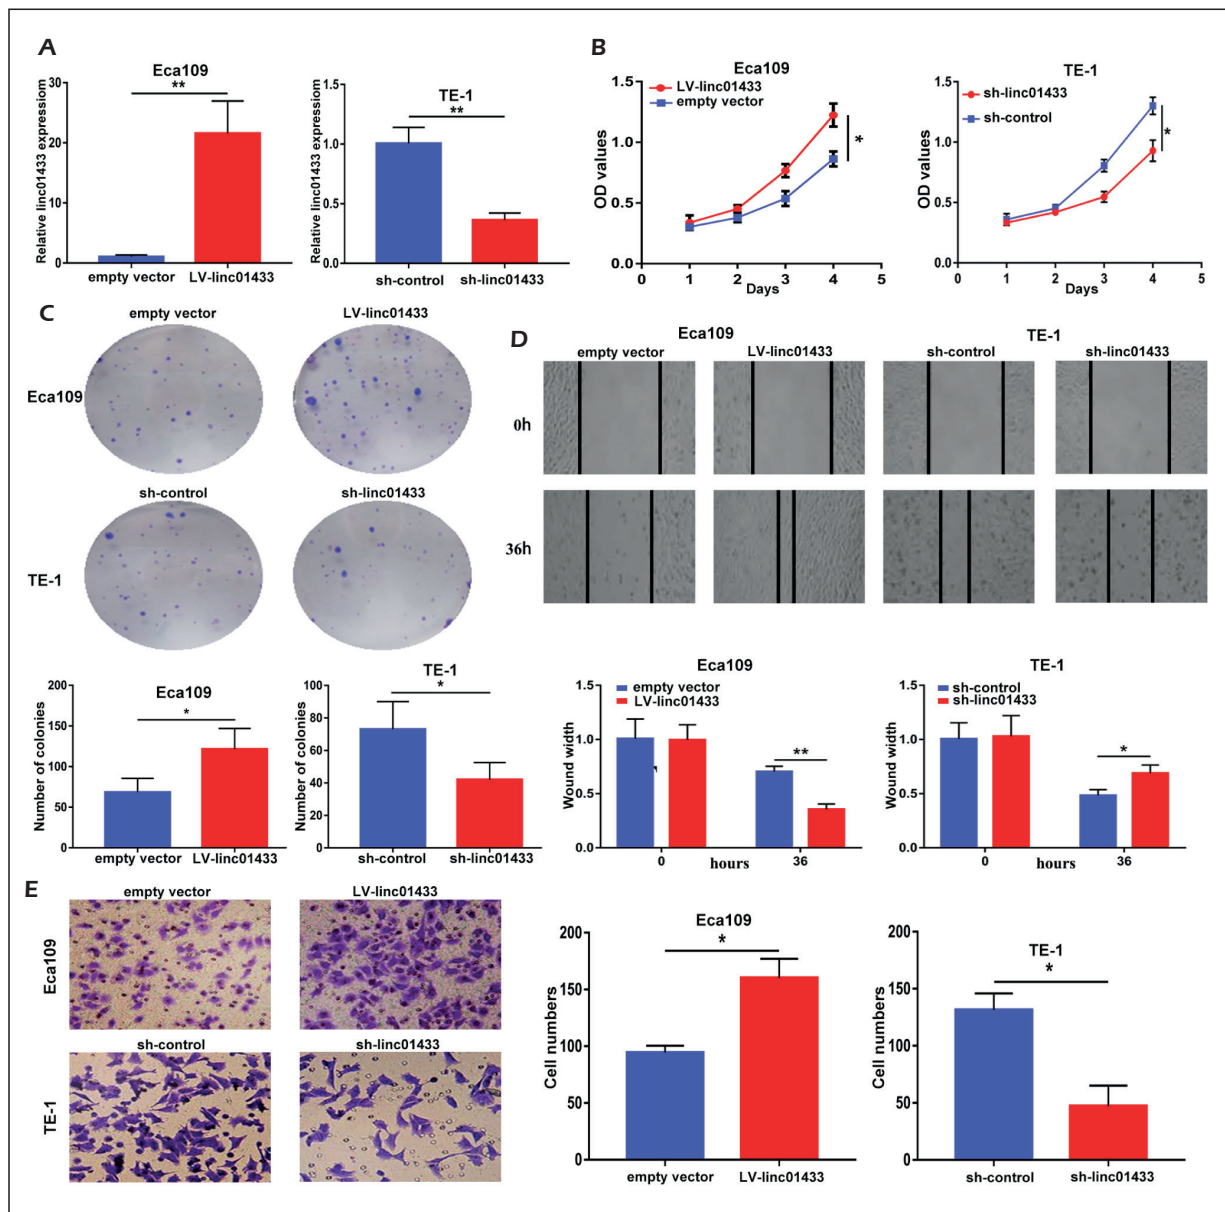 A
Eca109
**
Relative linc01433 expressiom
30
20
10
0
empty vector
LV-linc01433
TE-1
**
Relative linc01433 expression
1.5
1.0
0.5
0.0
sh-control
sh-linc01433
B
Eca109
LV-linc01433
empty vector
OD values
1.5
1.0
0.5
0.0
*
0 1 2 3 4 5
Days
TE-1
sh-linc01433
sh-control
OD values
1.5
1.0
0.5
0.0
*
0 1 2 3 4 5
Days
C
empty vector
LV-linc01433
Eca109
sh-control
sh-linc01433
TE-1
Eca109
*
Number of colonies
200
150
100
50
0
empty vector
LV-linc01433
TE-1
*
Number of colonies
100
80
60
40
20
0
sh-control
sh-linc01433
D
Eca109
TE-1
empty vector
LV-linc01433
sh-control
sh-linc01433
0h
36h
Eca109
empty vector
LV-linc01433
Wound width
1.5
1.0
0.5
0.0
**
0 hours 36
TE-1
sh-control
sh-linc01433
Wound width
1.5
1.0
0.5
0.0
*
0 hours 36
E
empty vector
LV-linc01433
Eca109
sh-control
sh-linc01433
TE-1
Eca109
*
Cell numbers
200
150
100
50
0
empty vector
LV-linc01433
TE-1
*
Cell numbers
200
150
100
50
0
sh-control
sh-linc01433